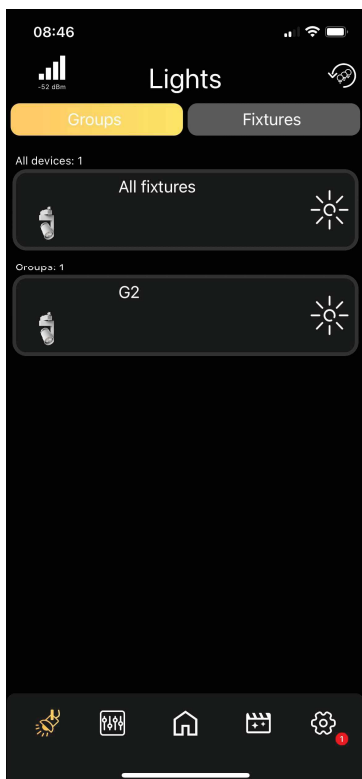 08:46
-52 dBm
Lights
Groups
Fixtures
All devices: 1
All fixtures
Groups: 1
G2
1